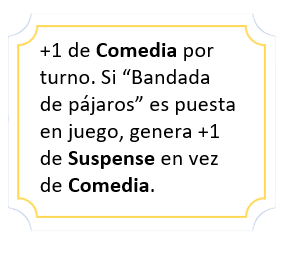 +1 de Comedia por
turno. Si “Bandada
de pájaros” es puesta
en juego, genera +1
de Suspense en vez
de Comedia.